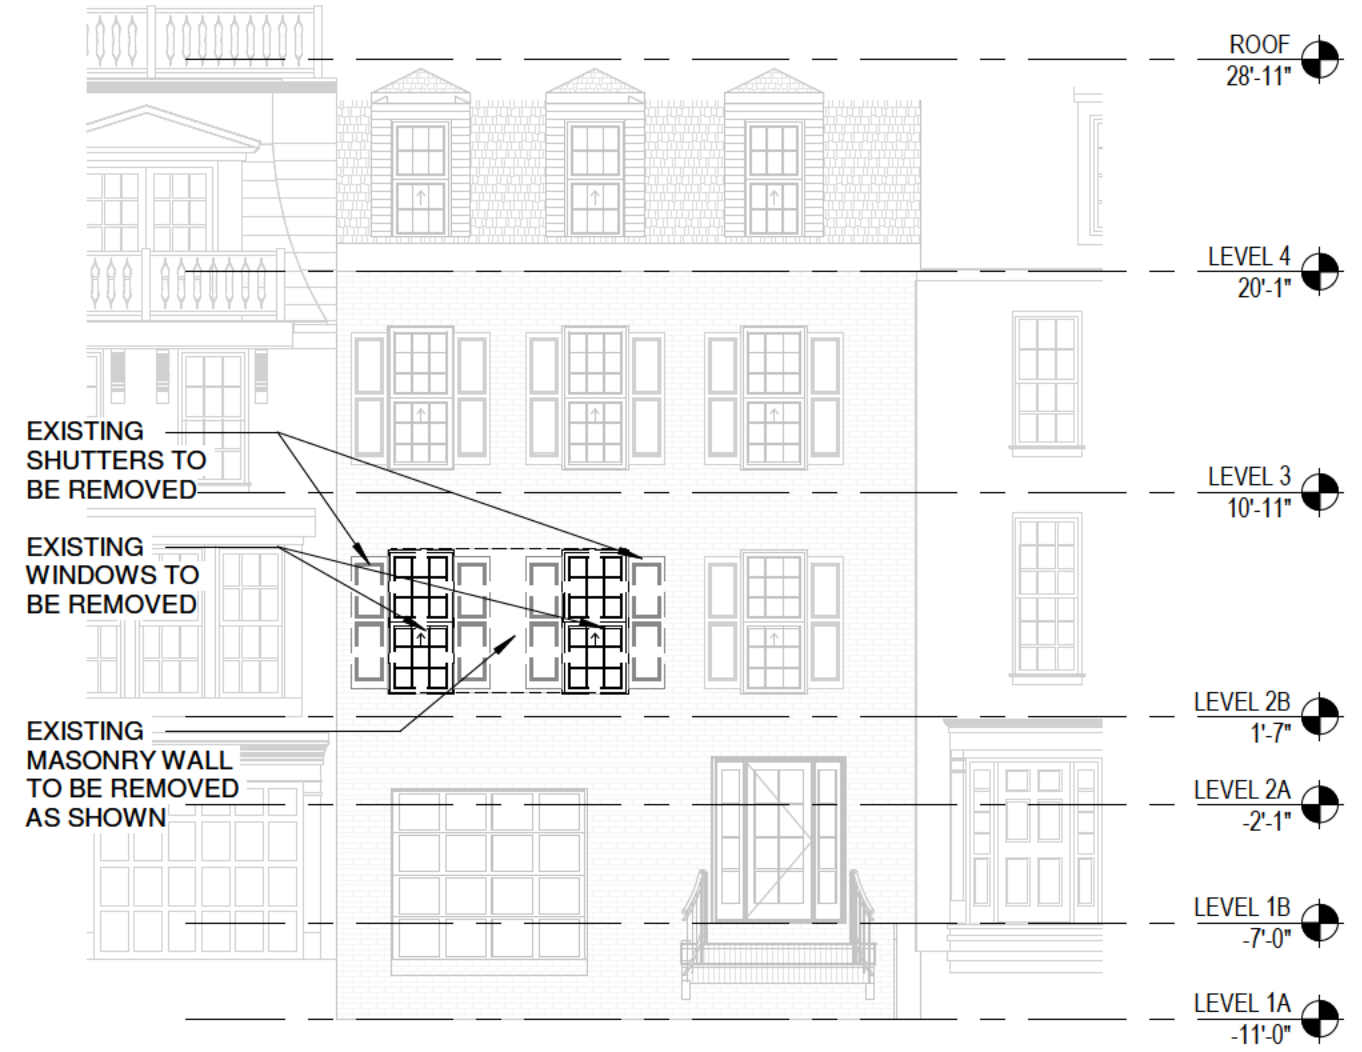 ROOF
28'-11"
LEVEL 4
20'-1"
EXISTING
SHUTTERS TO
BE REMOVED
LEVEL 3
10'-11"
EXISTING
WINDOWS TO
BE REMOVED
LEVEL 2B
1'-7"
EXISTING
MASONRY WALL
TO BE REMOVED
AS SHOWN
LEVEL 2A
-2'-1"
LEVEL 1B
-7'-0"
LEVEL 1A
-11'-0"